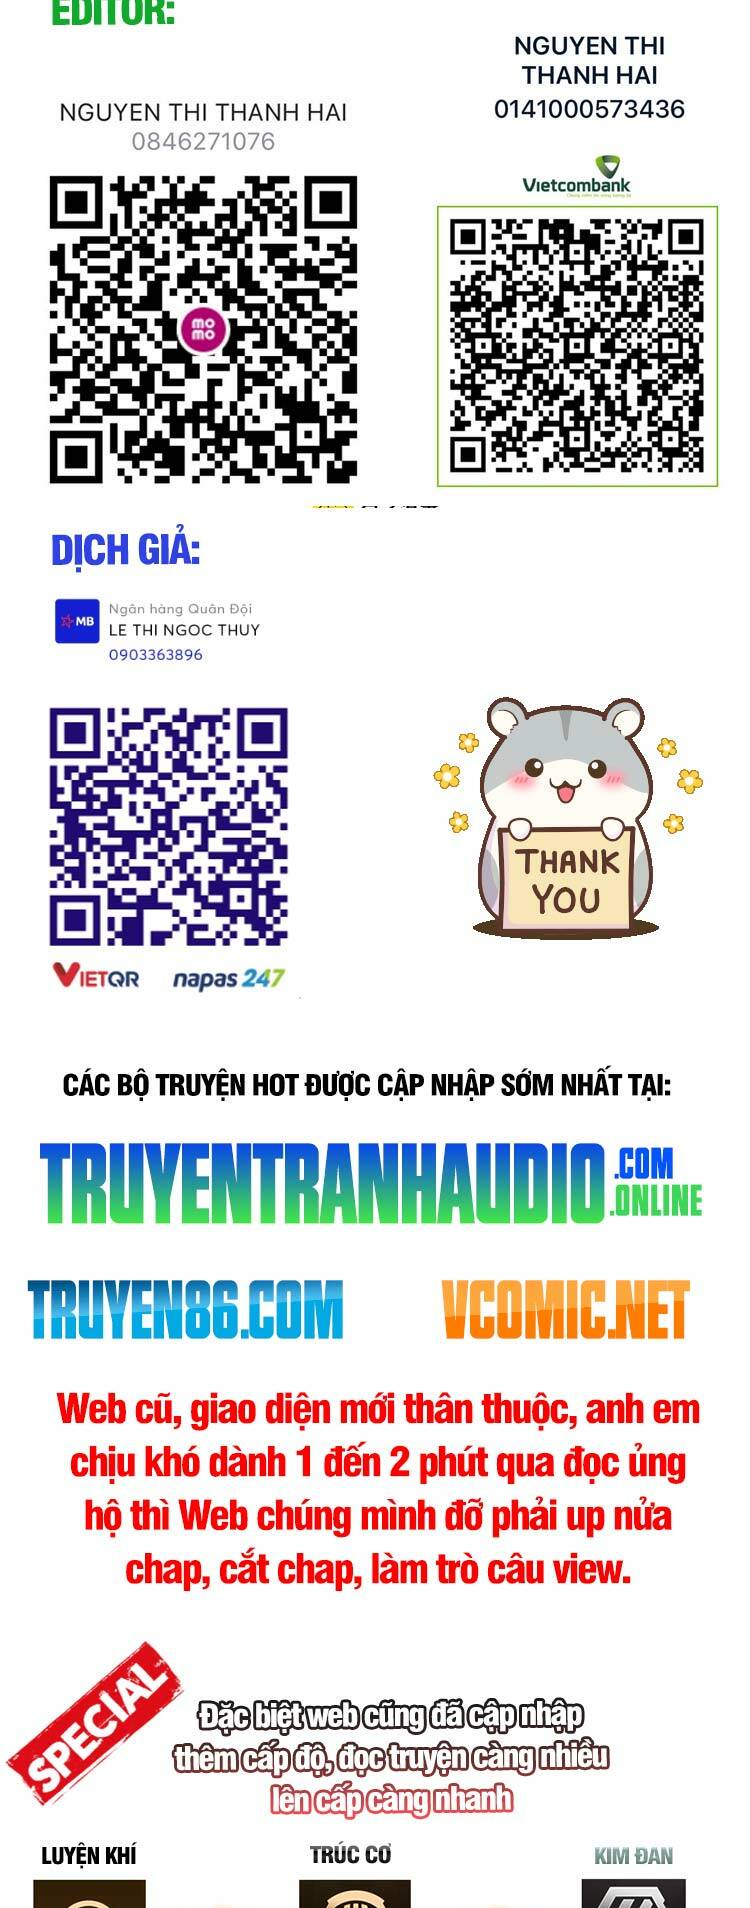 EDITOR:
NGUYEN THI THANH HAI
0846271076
mo
mo
NGUYEN THI
THANH HAI
0141000573436
Vietcombank
DỊCH GIẢ:
MB
Ngân hàng Quân Đội
LE THI NGOC THUY
0903363896
VIETQR
napas 247
THANK
YOU
CÁC BỘ TRUYỆN HOT ĐƯỢC CẬP NHẬP SỚM NHẤT TẠI:
TRUYENTRANHAUDIO.COM
.ONLINE
TRUYEN86.COM
VCOMIC.NET
Web cũ, giao diện mới thân thuộc, anh em
chịu khó dành 1 đến 2 phút qua đọc ủng
hộ thì Web chúng mình đỡ phải up nửa
chap, cắt chap, làm trò câu view.
SPECIAL
Đặc biệt web cũng đã cập nhập
thêm cấp độ, đọc truyện càng nhiều
lên cấp càng nhanh
LUYỆN KHÍ
TRÚC CƠ
KIM ĐAN